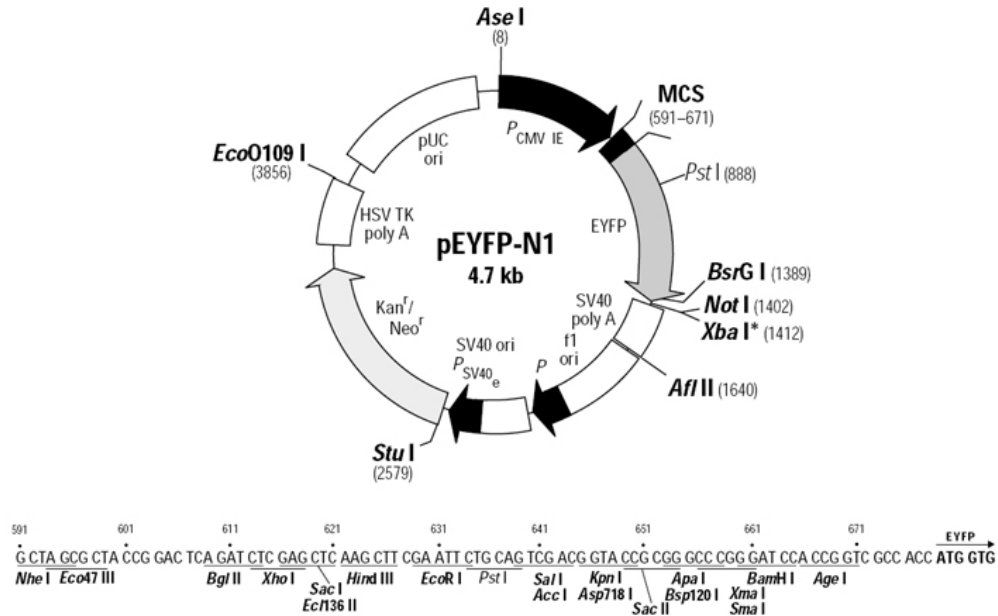 Ase I
(8)
MCS
(591–671)
PCMV IE
pUC
ori
EcoO109 I
(3856)
Pst I (888)
HSV TK
poly A
EYFP
pEYFP-N1
4.7 kb
BsrG I (1389)
Not I (1402)
Xba I* (1412)
Kanr/
Neor
SV40
poly A
f1
ori
SV40 ori
PSV40e
P
Afl II (1640)
Stu I
(2579)
591 601 611 621 631 641 651 661 671 EYFP
G CTA GCG CTA CCG GAC TCA GAT CTC GAG CTC AAG CTT CGA ATT CTG CAG TCG ACG GTA CCG CGG GCC CGG GAT CCA CCG GTC GCC ACC ATG GTG
Nhe I Eco47 III Bgl II Xho I Hind III EcoR I Pst I Sal I Kpn I Apa I BamH I Age I
Sac I Acc I Asp718 I Bsp120 I Xma I
Ecl136 II Sac II Sma I